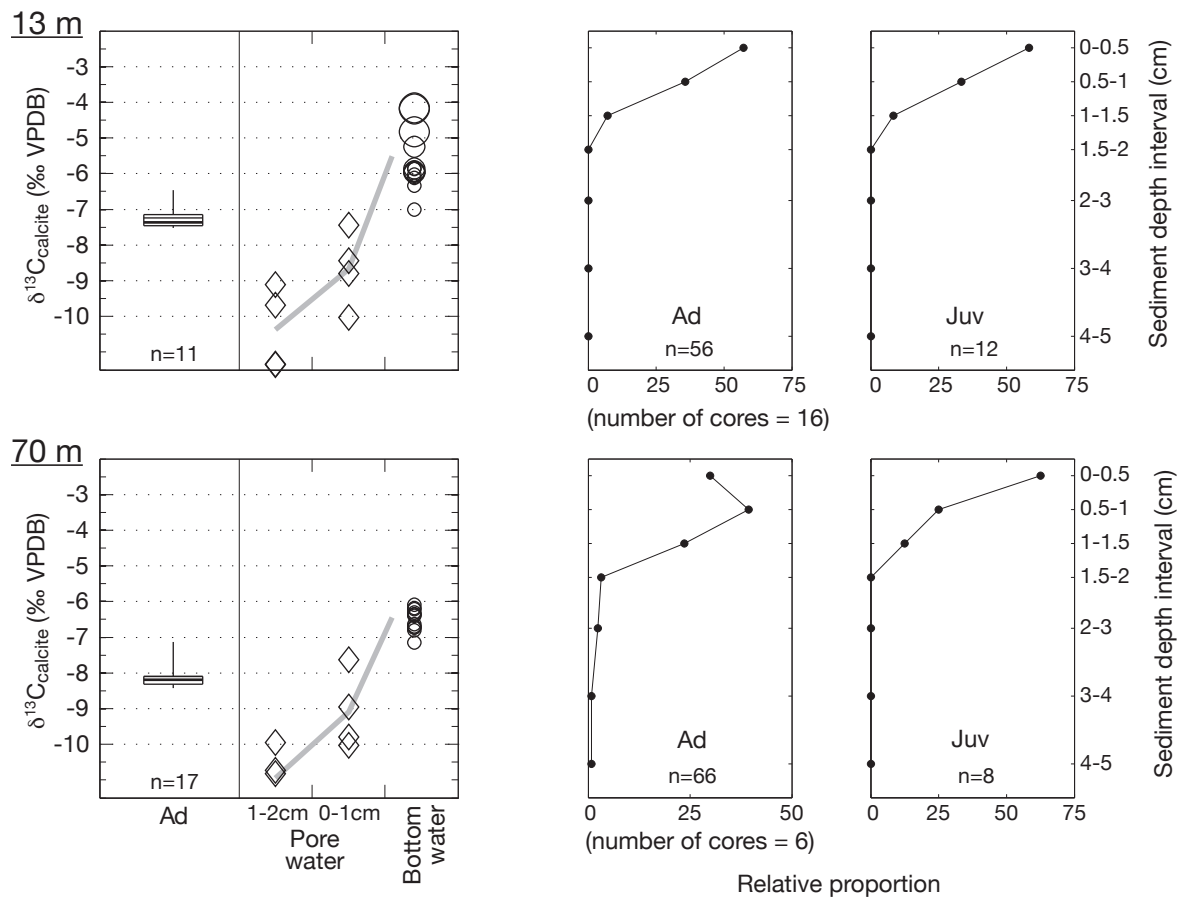 13 m
-3
-4
-5
-6
-7
-8
-9
-10
δ13Ccalcite (‰ VPDB)
n=11
Ad
n=56
0 25 50 75
(number of cores = 16)
Juv
n=12
0 25 50 75
0-0.5
0.5-1
1-1.5
1.5-2
2-3
3-4
4-5
Sediment depth interval (cm)
70 m
-3
-4
-5
-6
-7
-8
-9
-10
δ13Ccalcite (‰ VPDB)
n=17
Ad
1-2cm 0-1cm
Pore
water
Bottom
water
Ad
n=66
0 25 50
(number of cores = 6)
Juv
n=8
0 25 50 75
0-0.5
0.5-1
1-1.5
1.5-2
2-3
3-4
4-5
Sediment depth interval (cm)
Relative proportion